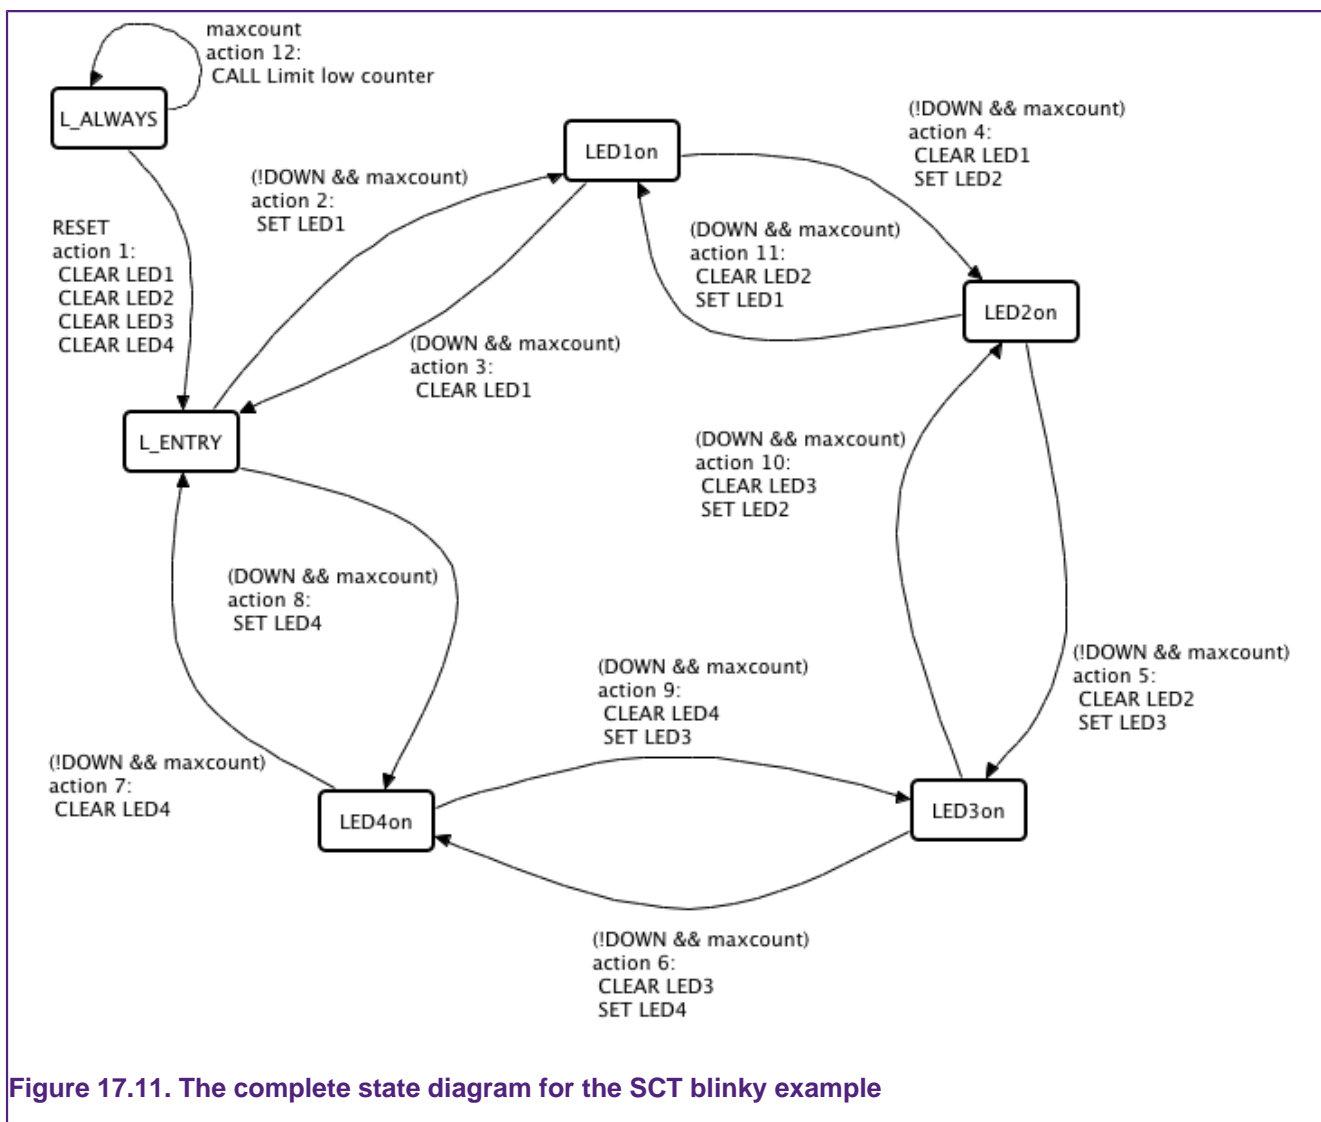 maxcount
action 12:
CALL Limit low counter
L_ALWAYS
LED1on
(!DOWN && maxcount)
action 4:
CLEAR LED1
SET LED2
(!DOWN && maxcount)
action 2:
SET LED1
RESET
action 1:
CLEAR LED1
CLEAR LED2
CLEAR LED3
CLEAR LED4
(DOWN && maxcount)
action 11:
CLEAR LED2
SET LED1
LED2on
(DOWN && maxcount)
action 3:
CLEAR LED1
L_ENTRY
(DOWN && maxcount)
action 10:
CLEAR LED3
SET LED2
(DOWN && maxcount)
action 8:
SET LED4
(!DOWN && maxcount)
action 5:
CLEAR LED2
SET LED3
(DOWN && maxcount)
action 9:
CLEAR LED4
SET LED3
(!DOWN && maxcount)
action 7:
CLEAR LED4
LED4on
LED3on
(!DOWN && maxcount)
action 6:
CLEAR LED3
SET LED4
Figure 17.11. The complete state diagram for the SCT blinky example